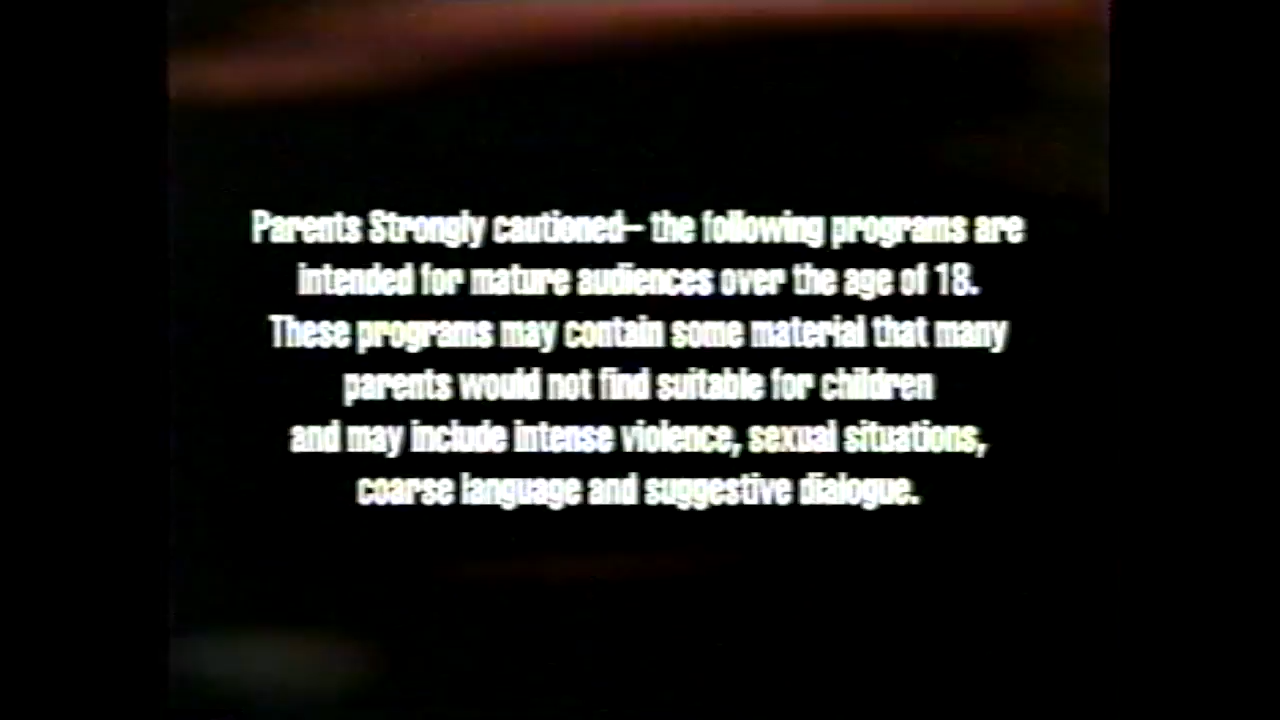 Parents Strongly cautioned– the following programs are
intended for mature audiences over the age of 18.
These programs may contain some material that many
parents would not find suitable for children
and may include intense violence, sexual situations,
coarse language and suggestive dialogue.